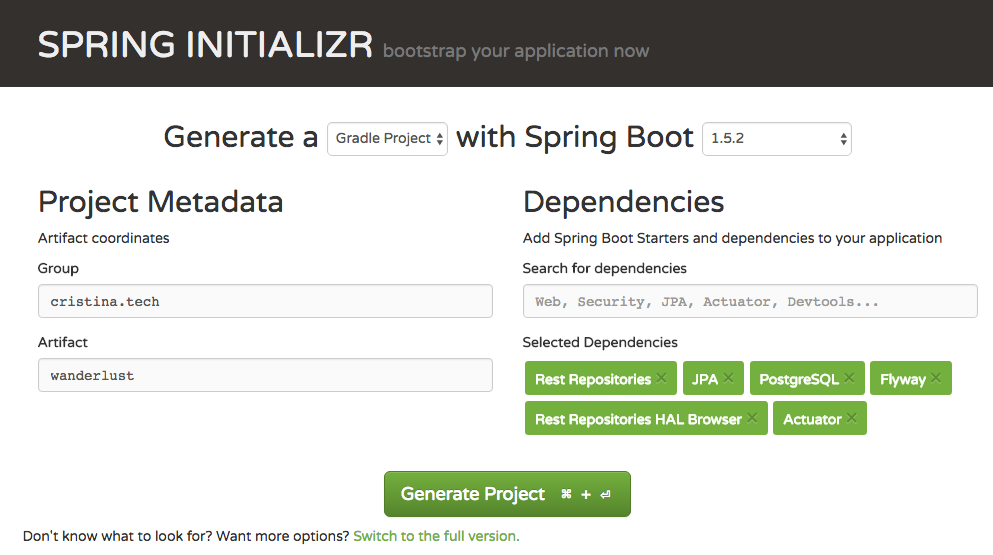 SPRING INITIALIZR bootstrap your application now
Generate a Gradle Project with Spring Boot 1.5.2
Project Metadata
Artifact coordinates
Group
cristina.tech
Artifact
wanderlust
Dependencies
Add Spring Boot Starters and dependencies to your application
Search for dependencies
Web, Security, JPA, Actuator, Devtools...
Selected Dependencies
Rest Repositories × JPA × PostgreSQL × Flyway ×
Rest Repositories HAL Browser × Actuator ×
Generate Project ⌘ + ⏎
Don't know what to look for? Want more options? Switch to the full version.